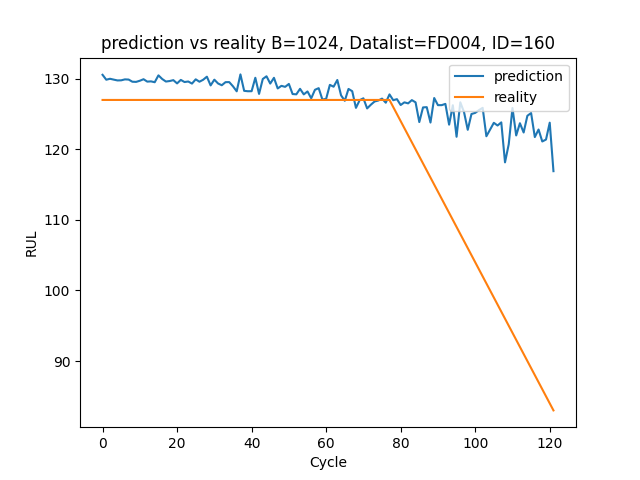 prediction vs reality B=1024, Datalist=FD004, ID=160
prediction
reality
130
120
110
100
90
RUL
0 20 40 60 80 100 120
Cycle